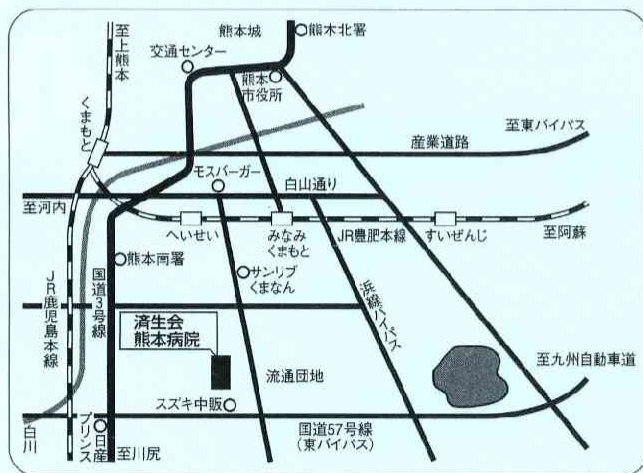 熊本城
熊本北署
至上熊本
交通センター
熊本
市役所
くまもと
至東バイパス
産業道路
モスバーガー
白山通り
至河内
へいせい
みなみ
くまもと
JR豊肥本線
すいぜんじ
至阿蘇
熊本南署
サンリブ
くまなん
JR鹿児島本線
国道3号線
浜線バイパス
済生会
熊本病院
流通団地
至九州自動車道
スズキ中販
白川
日産
プリンス
至川尻
国道57号線
(東バイパス)